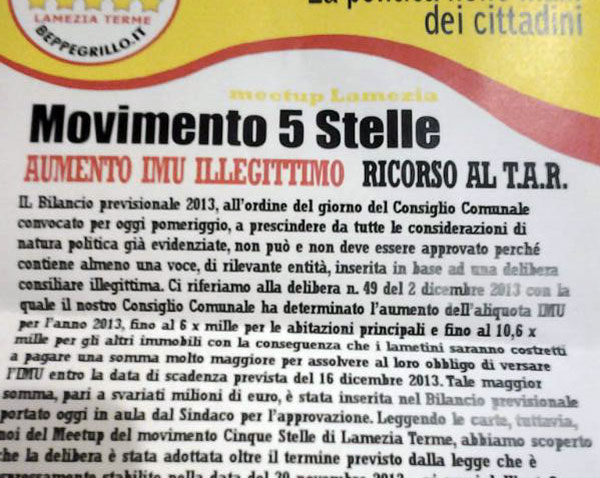 LAMEZIA TERME
BEPPEGRILLO.IT
La politica nelle mani
dei cittadini
meetup Lamezia
Movimento 5 Stelle
AUMENTO IMU ILLEGITTIMO RICORSO AL T.A.R.
IL Bilancio previsionale 2013, all'ordine del giorno del Consiglio Comunale
convocato per oggi pomeriggio, a prescindere da tutte le considerazioni di
natura politica già evidenziate, non può e non deve essere approvato perché
contiene almeno una voce, di rilevante entità, inserita in base ad una delibera
consiliare illegittima. Ci riferiamo alla delibera n. 49 del 2 dicembre 2013 con la
quale il nostro Consiglio Comunale ha determinato l'aumento dell'aliquota IMU
per l'anno 2013, fino al 6 x mille per le abitazioni principali e fino al 10,6 x
mille per gli altri immobili con la conseguenza che i lametini saranno costretti
a pagare una somma molto maggiore per assolvere al loro obbligo di versare
l'IMU entro la data di scadenza prevista del 16 dicembre 2013. Tale maggior
somma, pari a svariati milioni di euro, è stata inserita nel Bilancio previsionale
portato oggi in aula dal Sindaco per l'approvazione. Leggendo le carte, tuttavia,
noi del Meetup del movimento Cinque Stelle di Lamezia Terme, abbiamo scoperto
che la delibera è stata adottata oltre il termine previsto dalla legge che è